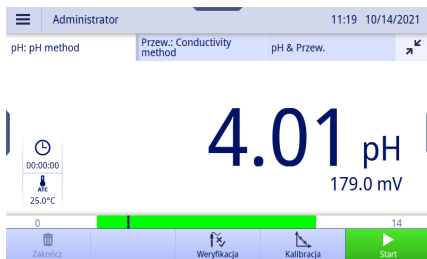 Administrator 11:19 10/14/2021
pH: pH method
Przew.: Conductivity
method
pH & Przew.
4.01 pH
179.0 mV
00:00:00
ATC
25.0°C
0 14
Zakończ Weryfikacja Kalibracja Start